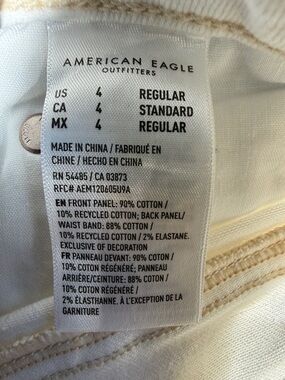 AMERICAN EAGLE
OUTFITTERS
US 4 REGULAR
CA 4 STANDARD
MX 4 REGULAR
MADE IN CHINA / FABRIQUÉ EN
CHINE / HECHO EN CHINA
RN 54485 / CA 03873
RFC# AEM120605U9A
EN FRONT PANEL: 90% COTTON /
10% RECYCLED COTTON; BACK PANEL/
WAIST BAND: 88% COTTON /
10% RECYCLED COTTON / 2% ELASTANE.
EXCLUSIVE OF DECORATION
FR PANNEAU DEVANT: 90% COTON /
10% COTON RÉGÉNÉRÉ; PANNEAU
ARRIÈRE/CEINTURE: 88% COTON /
10% COTON RÉGÉNÉRÉ /
2% ÉLASTHANNE. À L'EXCEPTION DE LA
GARNITURE